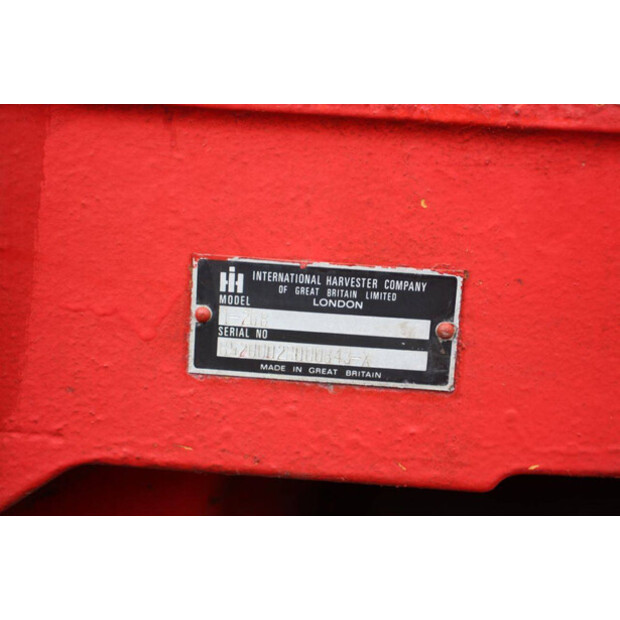 IH INTERNATIONAL HARVESTER COMPANY
OF GREAT BRITAIN LIMITED
MODEL LONDON
SERIAL NO
MADE IN GREAT BRITAIN